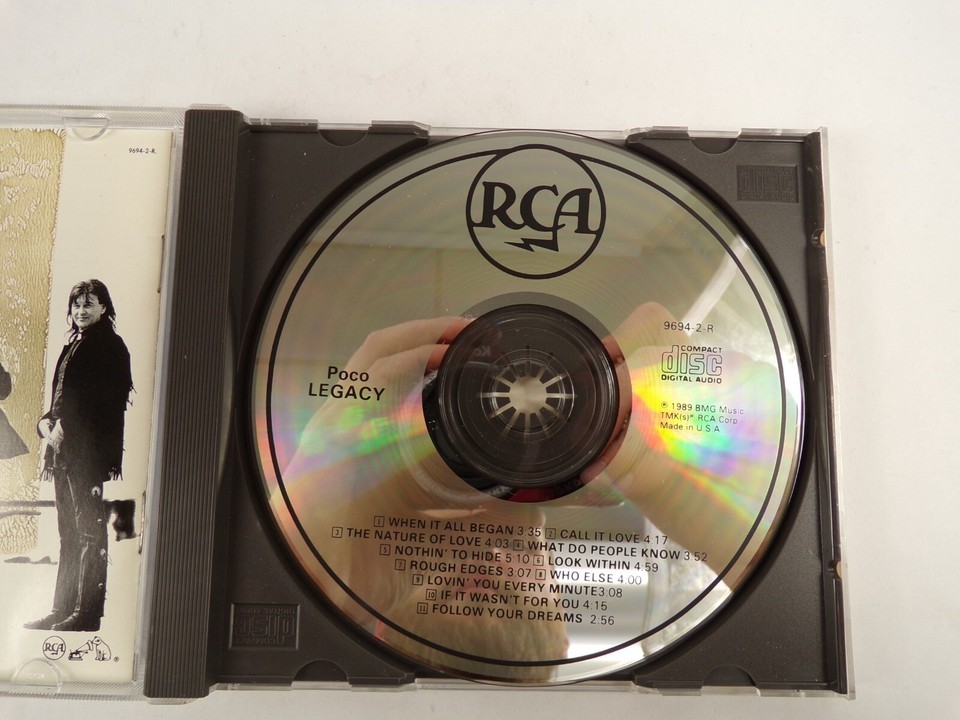 9694-2-R
RCA
RCA
Poco
LEGACY
9694-2-R
COMPACT
disc
DIGITAL AUDIO
℗ 1989 BMG Music
TMK(s)® RCA Corp
Made in U.S.A
1 WHEN IT ALL BEGAN 3:35 2 CALL IT LOVE 4:17
3 THE NATURE OF LOVE 4:03 4 WHAT DO PEOPLE KNOW 3:52
5 NOTHIN' TO HIDE 5:10 6 LOOK WITHIN 4:59
7 ROUGH EDGES 3:07 8 WHO ELSE 4:00
9 LOVIN' YOU EVERY MINUTE 3:08
10 IF IT WASN'T FOR YOU 4:15
11 FOLLOW YOUR DREAMS 2:56
disc
disc